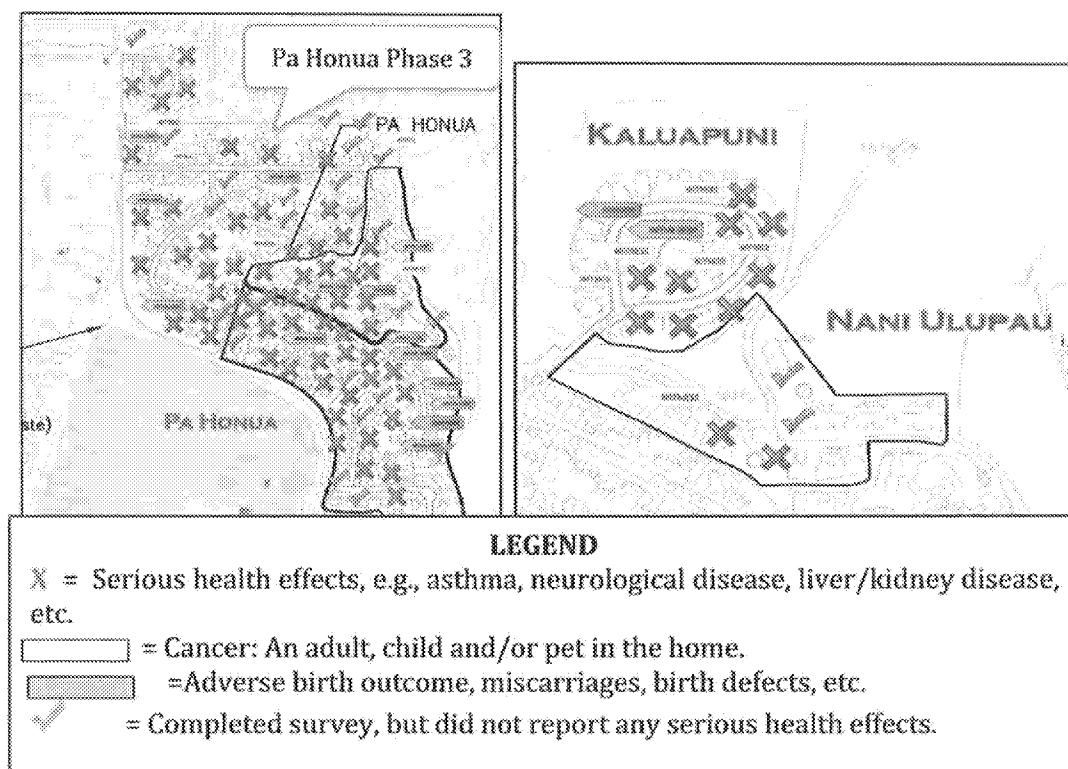 Pa Honua Phase 3
PA HONUA
PA HONUA
KALUAPUNI
NANI ULUPAU
LEGEND
X = Serious health effects, e.g., asthma, neurological disease, liver/kidney disease,
etc.
= Cancer: An adult, child and/or pet in the home.
=Adverse birth outcome, miscarriages, birth defects, etc.
= Completed survey, but did not report any serious health effects.